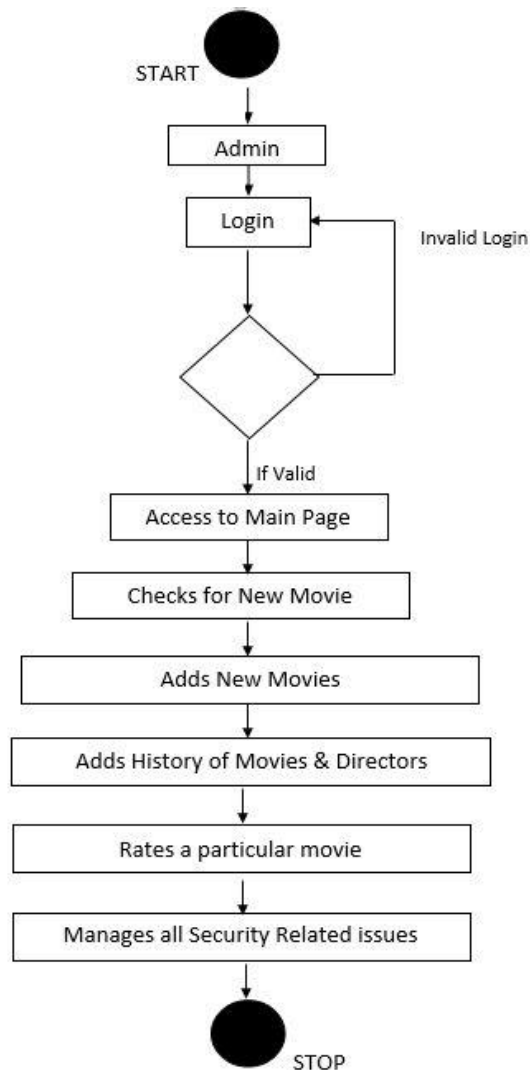 START
Admin
Login
Invalid Login
If Valid
Access to Main Page
Checks for New Movie
Adds New Movies
Adds History of Movies & Directors
Rates a particular movie
Manages all Security Related issues
STOP